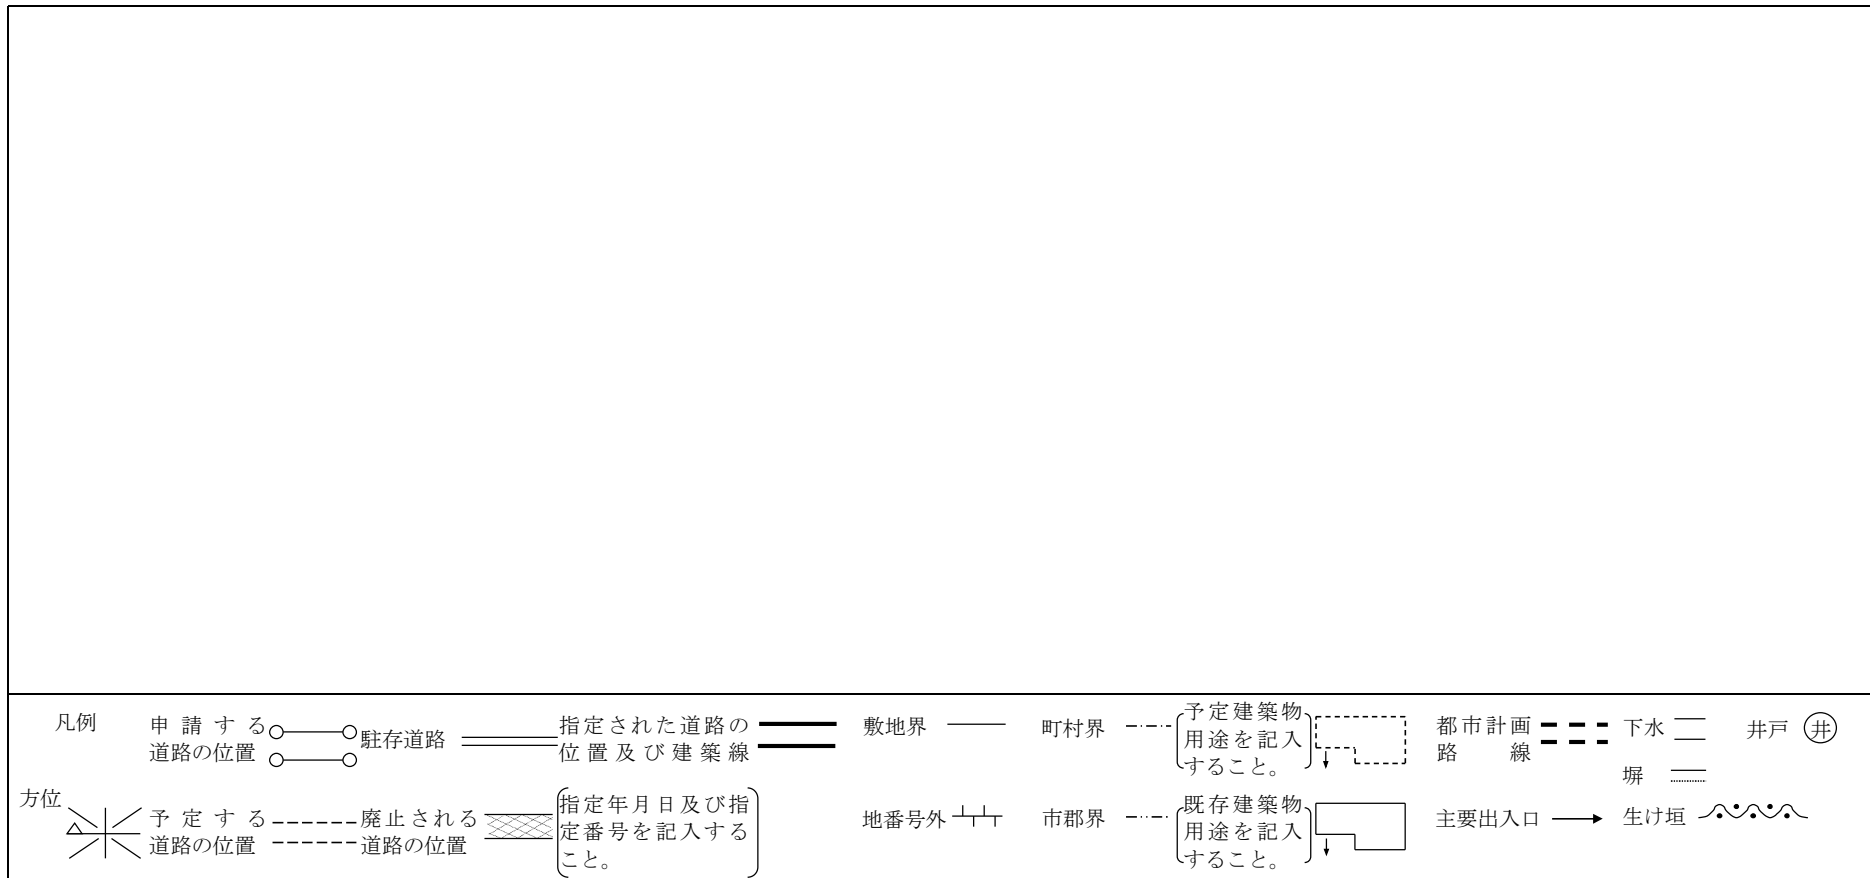 凡例
申請する
道路の位置
駐存道路
指定された道路の
位置及び建築線
敷地界
町村界
予定建築物
用途を記入
すること。
都市計画
路線
下水
井戸 井
塀
方位
予定する
道路の位置
廃止される
道路の位置
指定年月日及び指
定番号を記入する
こと。
地番号外
市郡界
既存建築物
用途を記入
すること。
主要出入口
生け垣